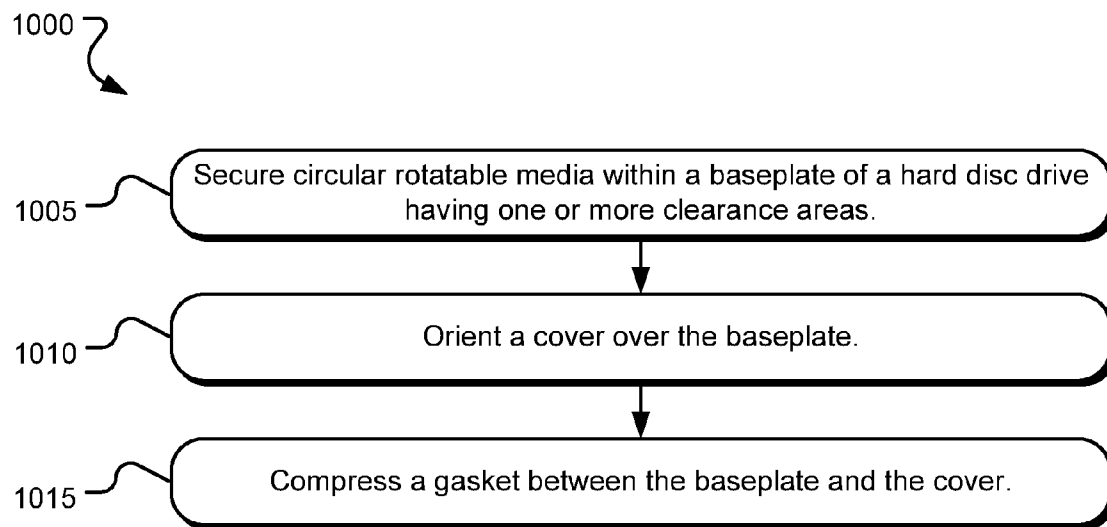 1000
1005
Secure circular rotatable media within a baseplate of a hard disc drive
having one or more clearance areas.
1010
Orient a cover over the baseplate.
1015
Compress a gasket between the baseplate and the cover.